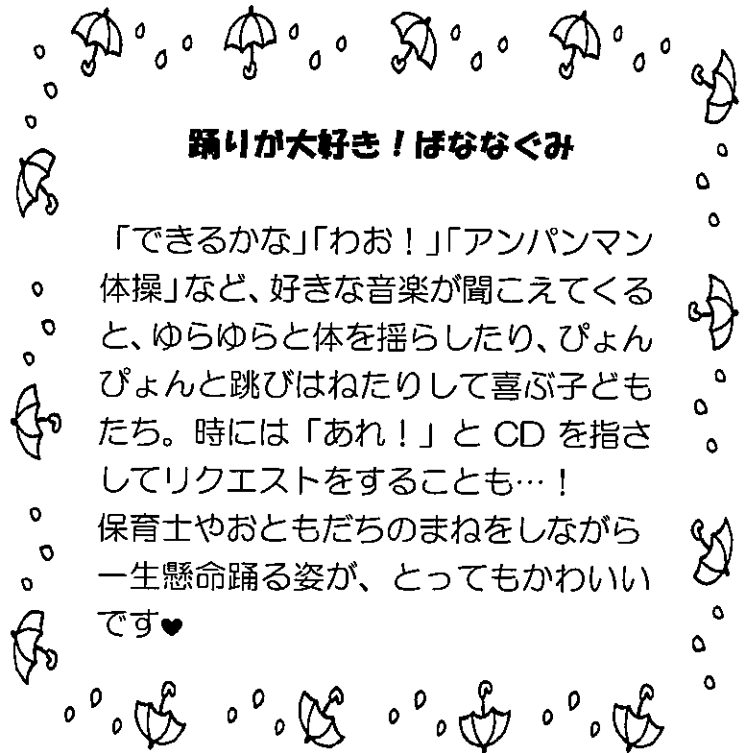 踊りが大好き！ばななぐみ
「できるかな」「わお！」「アンパンマン
体操」など、好きな音楽が聞こえてくる
と、ゆらゆらと体を揺らしたり、ぴょん
ぴょんと跳びはねたりして喜ぶ子ども
たち。時には「あれ！」と CD を指さ
してリクエストをすることも…！
保育士やおともだちのまねをしながら
一生懸命踊る姿が、とってもかわいい
です♥